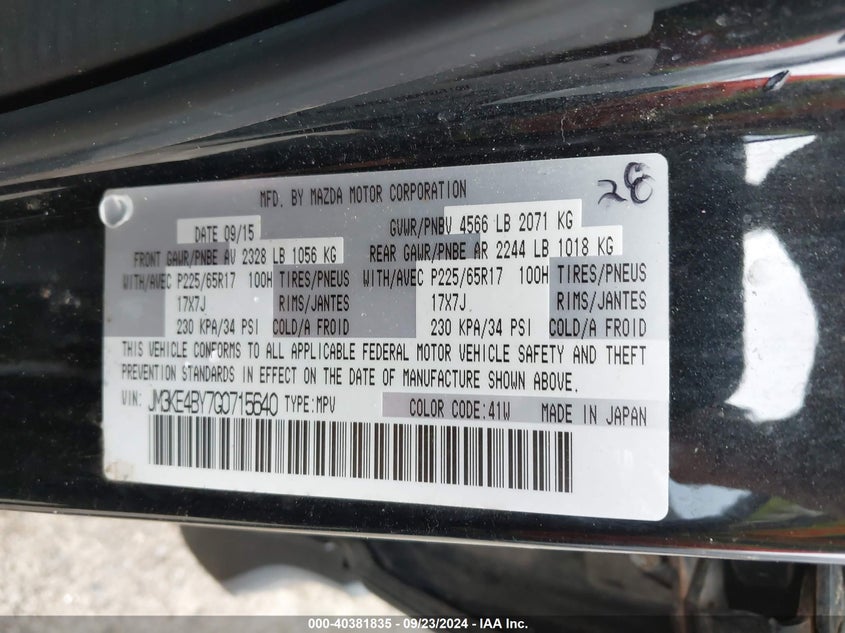 28
MFD. BY MAZDA MOTOR CORPORATION
DATE 09/15 GVWR/PNBV 4566 LB 2071 KG
FRONT GAWR/PNBE AV 2328 LB 1056 KG REAR GAWR/PNBE AR 2244 LB 1018 KG
WITH/AVEC P225/65R17 100H TIRES/PNEUS WITH/AVEC P225/65R17 100H TIRES/PNEUS
17X7J RIMS/JANTES 17X7J RIMS/JANTES
230 KPA/34 PSI COLD/A FROID 230 KPA/34 PSI COLD/A FROID
THIS VEHICLE CONFORMS TO ALL APPLICABLE FEDERAL MOTOR VEHICLE SAFETY AND THEFT
PREVENTION STANDARDS IN EFFECT ON THE DATE OF MANUFACTURE SHOWN ABOVE.
VIN: JM3KE4BY7G0715640 TYPE:MPV COLOR CODE:41W MADE IN JAPAN
000-40381835 - 09/23/2024 - IAA Inc.